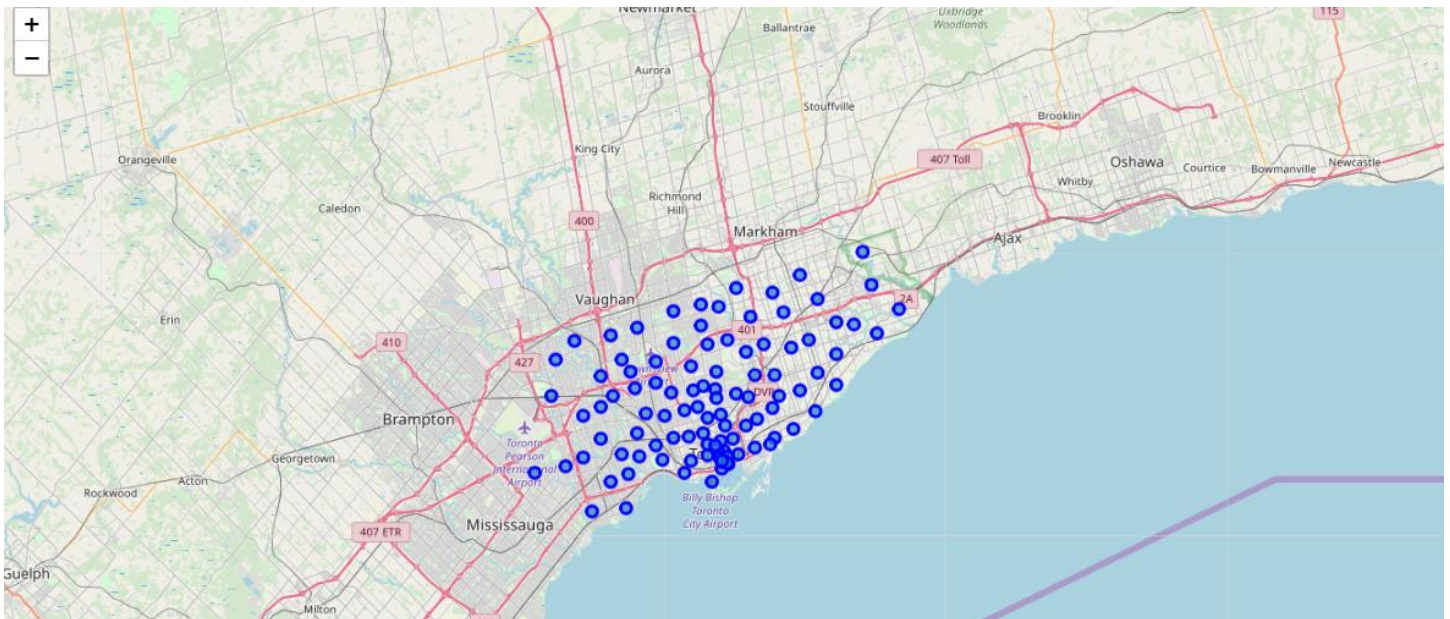 +
−
Newmarket
Uxbridge
Woodlands
115
Ballantrae
Aurora
Stouffville
Brooklin
King City
Orangeville
407 Toll
Oshawa
Courtice
Bowmanville
Newcastle
Whitby
Richmond
Hill
Caledon
400
Markham
Ajax
Vaughan
2A
Erin
401
410
427
DVP
Brampton
Toronto
Pearson
International
Airport
Georgetown
Acton
Rockwood
Billy Bishop
Toronto
City Airport
Mississauga
407 ETR
Guelph
Milton